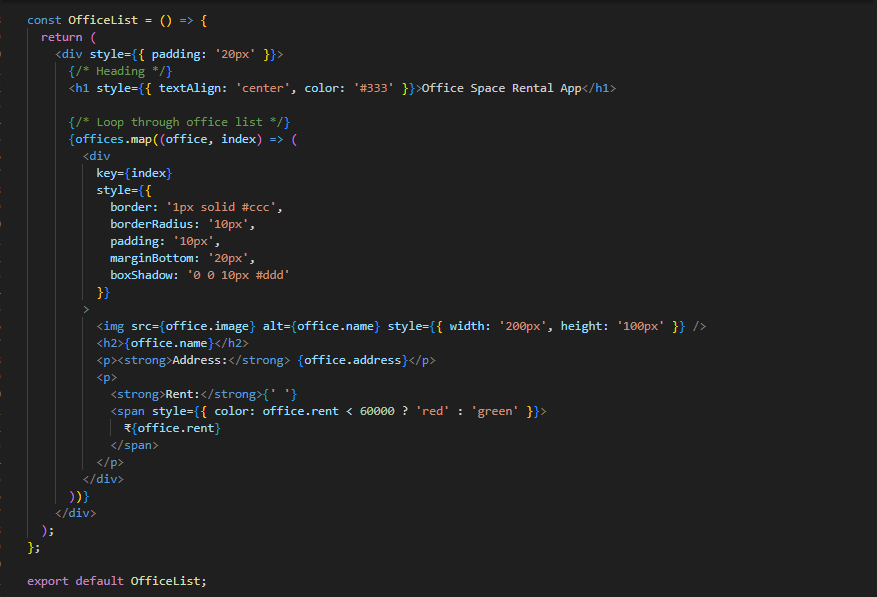 const OfficeList = () => {
  return (
    <div style={{ padding: '20px' }}>
      {/* Heading */}
      <h1 style={{ textAlign: 'center', color: '#333' }}>Office Space Rental App</h1>

      {/* Loop through office list */}
      {offices.map((office, index) => (
        <div
          key={index}
          style={{
            border: '1px solid #ccc',
            borderRadius: '10px',
            padding: '10px',
            marginBottom: '20px',
            boxShadow: '0 0 10px #ddd'
          }}
        >
          <img src={office.image} alt={office.name} style={{ width: '200px', height: '100px' }} />
          <h2>{office.name}</h2>
          <p><strong>Address:</strong> {office.address}</p>
          <p>
            <strong>Rent:</strong>{' '}
            <span style={{ color: office.rent < 60000 ? 'red' : 'green' }}>
              ₹{office.rent}
            </span>
          </p>
        </div>
      ))}
    </div>
  );
};

export default OfficeList;